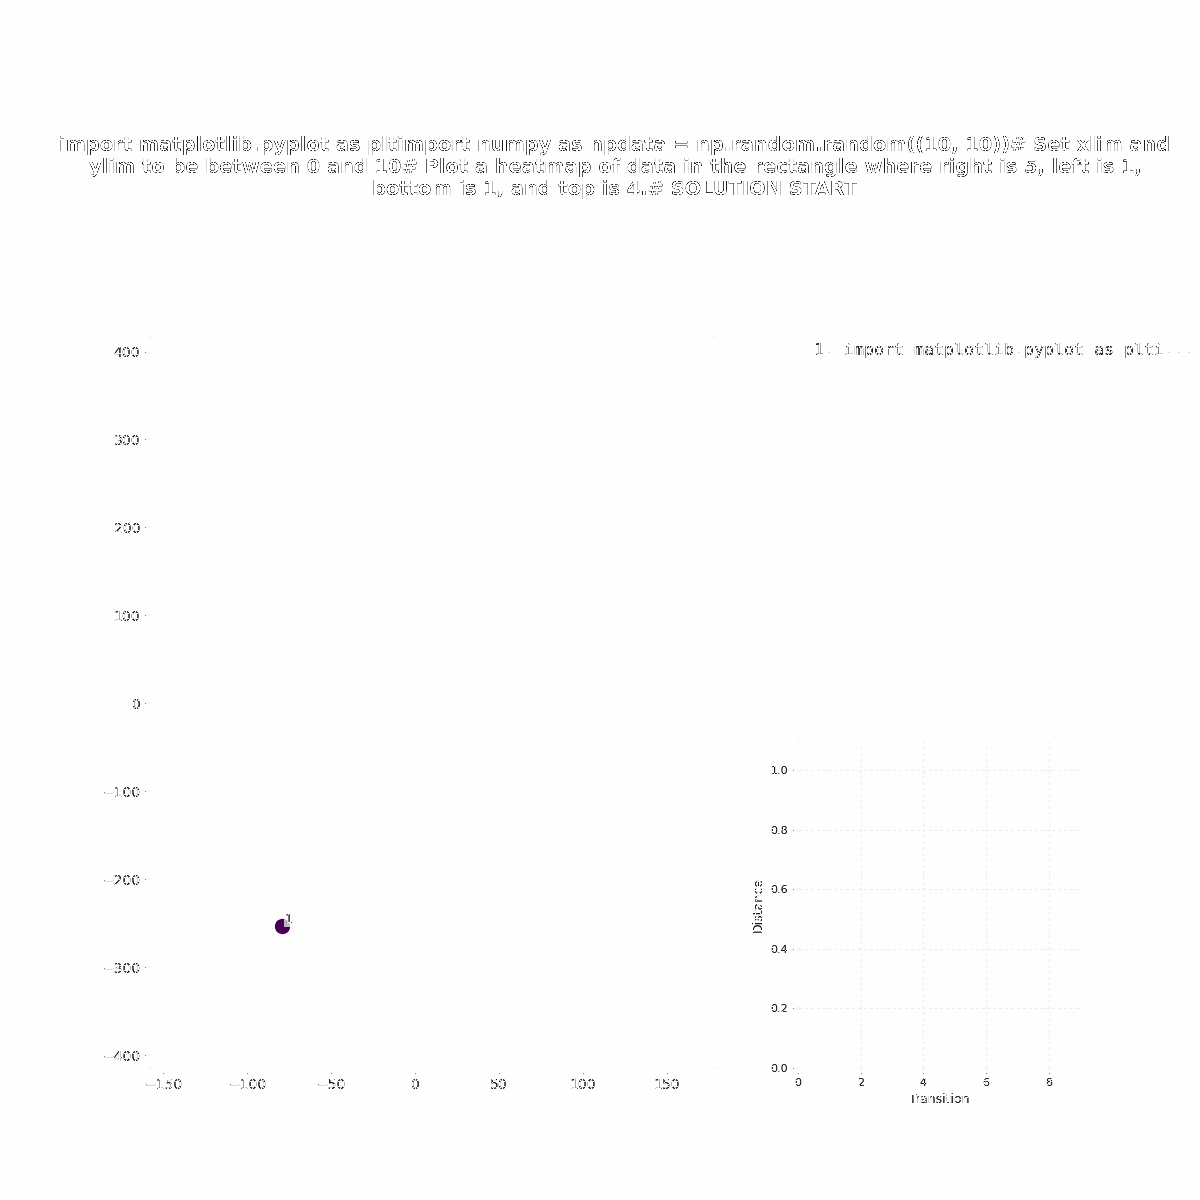 import matplotlib.pyplot as pltimport numpy as npdata = np.random.random((10, 10))# Set xlim and
ylim to be between 0 and 10# Plot a heatmap of data in the rectangle where right is 5, left is 1,
bottom is 1, and top is 4.# SOLUTION START
1. import matplotlib.pyplot as plti...
400
300
200
100
0
−100
−200
−300
−400
−150 −100 −50 0 50 100 150
1
1.0
0.8
0.6
0.4
0.2
0.0
Distance
0 2 4 6 8
Transition